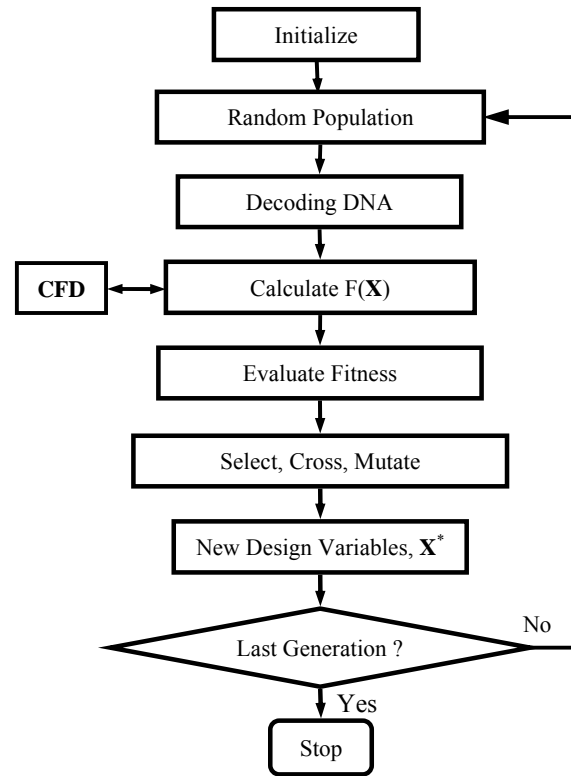 Initialize
Random Population
Decoding DNA
CFD
Calculate F(X)
Evaluate Fitness
Select, Cross, Mutate
New Design Variables, X*
Last Generation ?
No
Yes
Stop